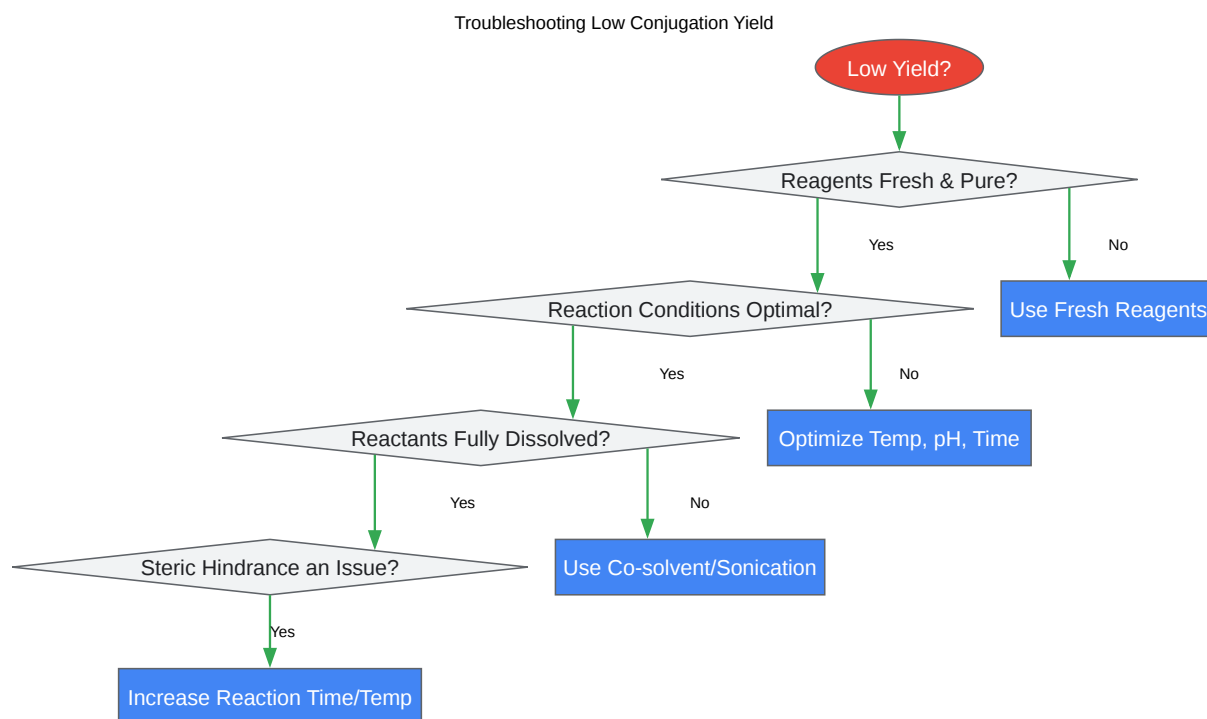 Troubleshooting Low Conjugation Yield
Low Yield?
Reagents Fresh & Pure?
Yes
No
Reaction Conditions Optimal?
Use Fresh Reagents
Yes
No
Reactants Fully Dissolved?
Optimize Temp, pH, Time
Yes
No
Steric Hindrance an Issue?
Use Co-solvent/Sonication
Yes
Increase Reaction Time/Temp